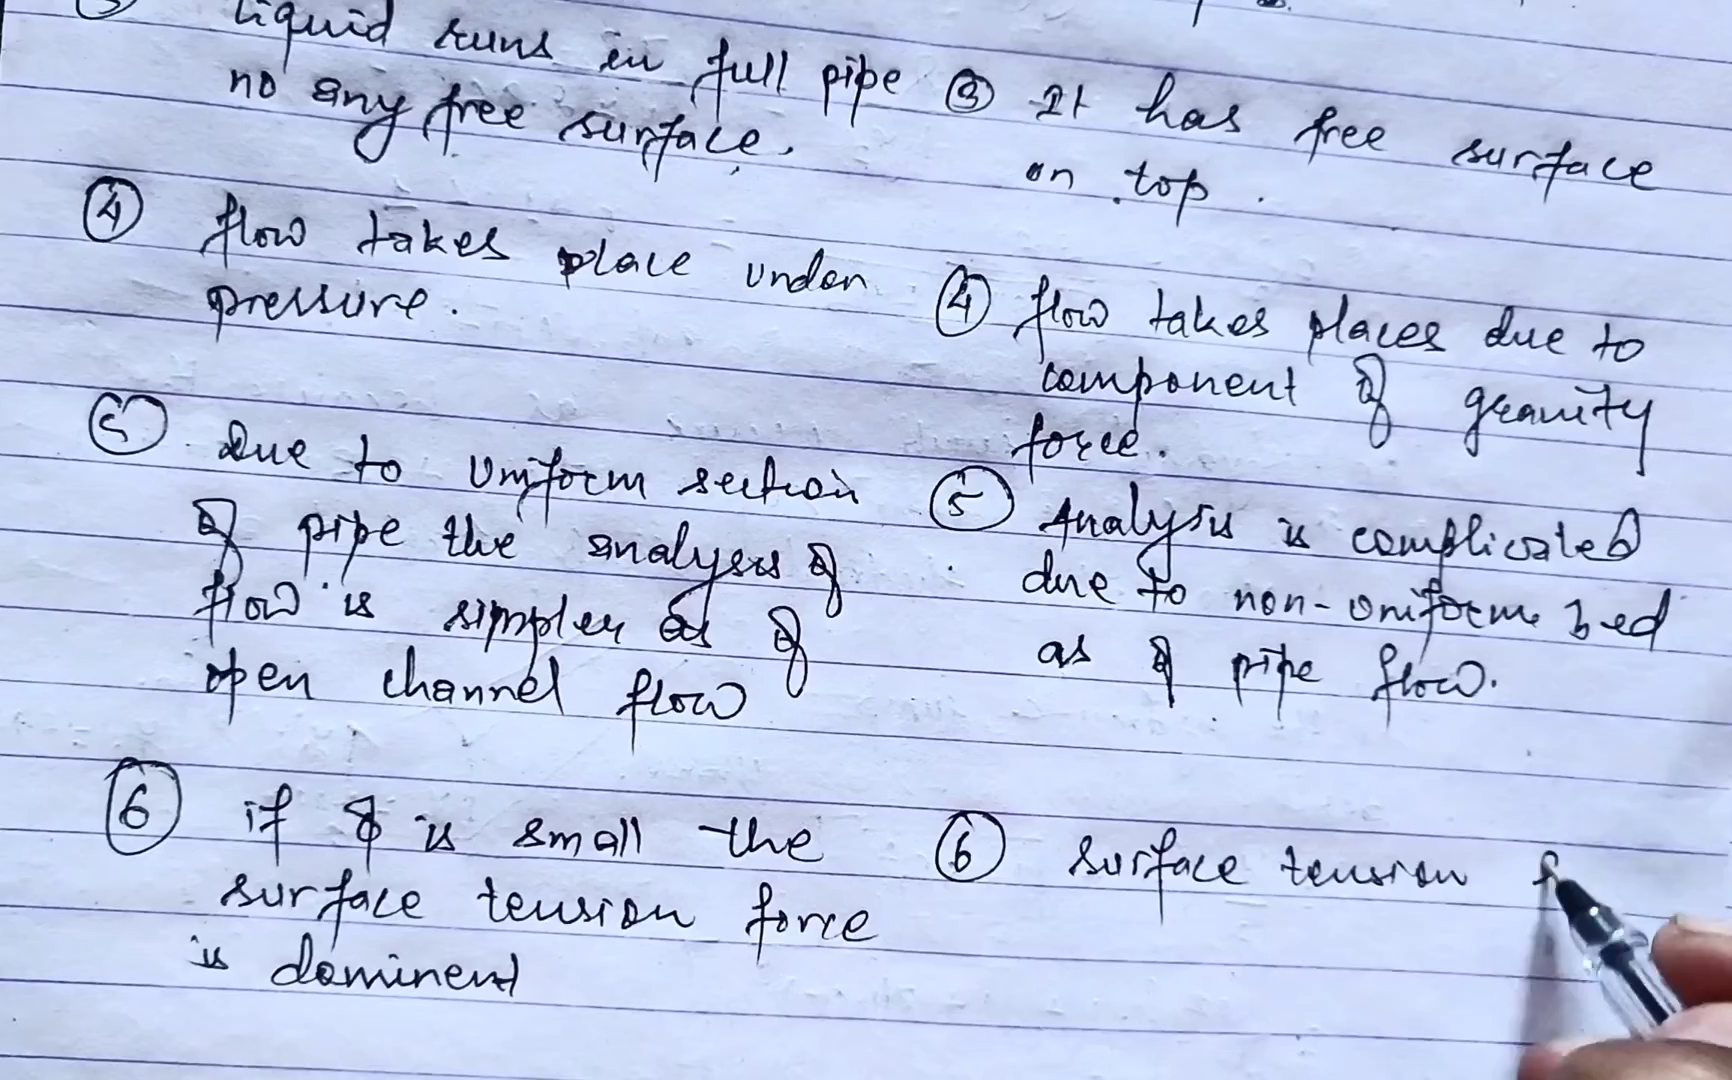 ③ liquid runs in full pipe
no any free surface.
④ flow takes place under
pressure.
⑤ Due to uniform section
of pipe the analysis of
flow is simpler as of
open channel flow
⑥ if is small the
surface tension force
is dominent
③ It has free surface
on top.
④ flow takes places due to
component of gravity
force.
⑤ Analysis is complicated
due to non-uniform bed
as of pipe flow.
⑥ surface tension